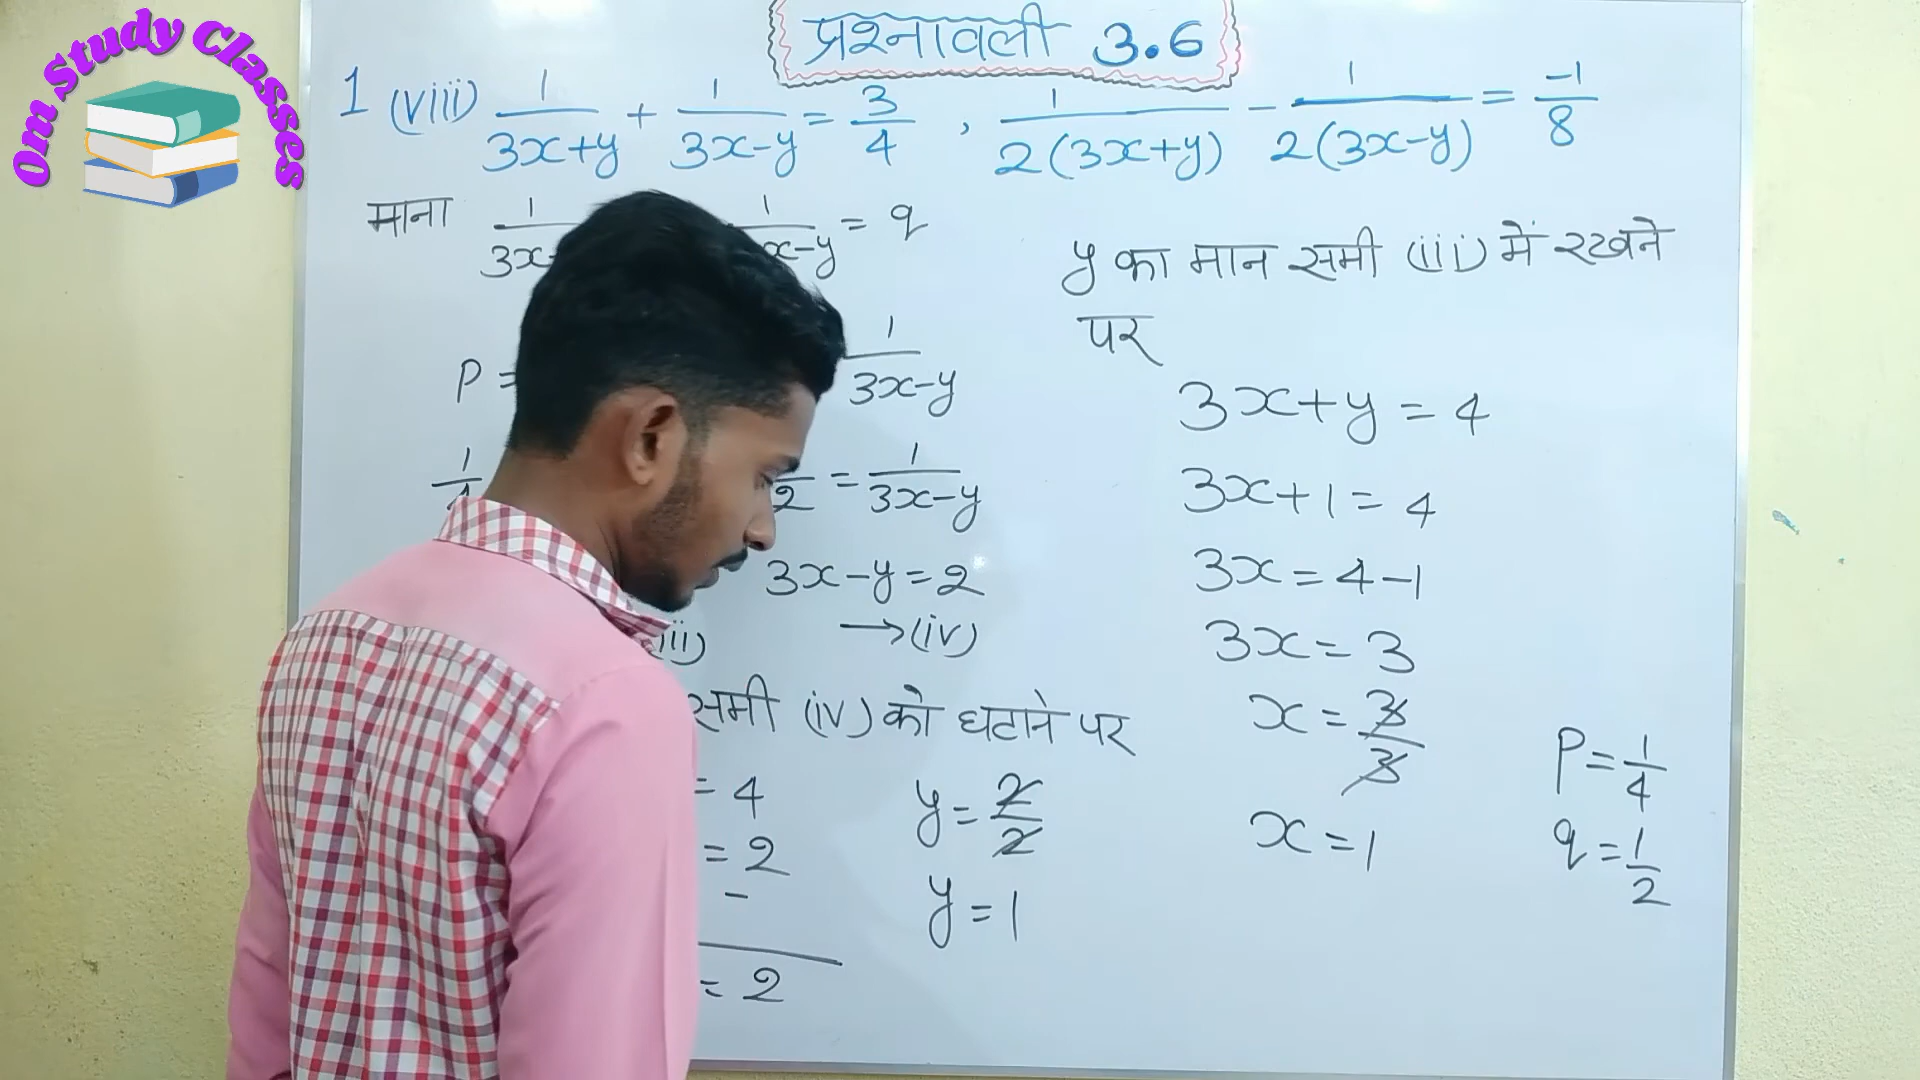 Om Study Classes
प्रश्नावली 3.6
1 (viii) 1/(3x+y) + 1/(3x-y) = 3/4 , 1/(2(3x+y)) - 1/(2(3x-y)) = -1/8
माना 1/3x x-y = q
P = 1/(3x-y)
1/4 2 = 1/(3x-y)
3x-y=2
iii) →(iv)
समी (iv) को घटाने पर
= 4
= 2
-
= 2
y = 2/2
y = 1
y का मान समी (iii) में रखने
पर
3x+y = 4
3x+1 = 4
3x = 4-1
3x = 3
x = 3/3
x = 1
P = 1/4
q = 1/2